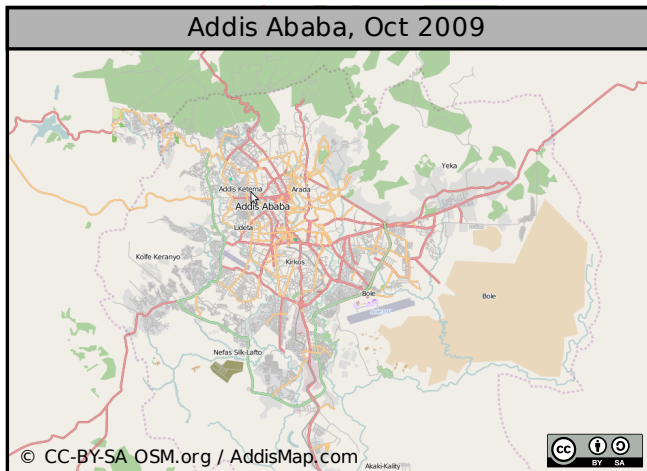 Addis Ababa, Oct 2009
Yeka
Addis Ketema
Arada
Addis Ababa
Lideta
Kolfe Keranyo
Kirkos
Bole
Bole
Nefas Silk-Lafto
Akaki-Kality
© CC-BY-SA OSM.org / AddisMap.com
cc
BY SA